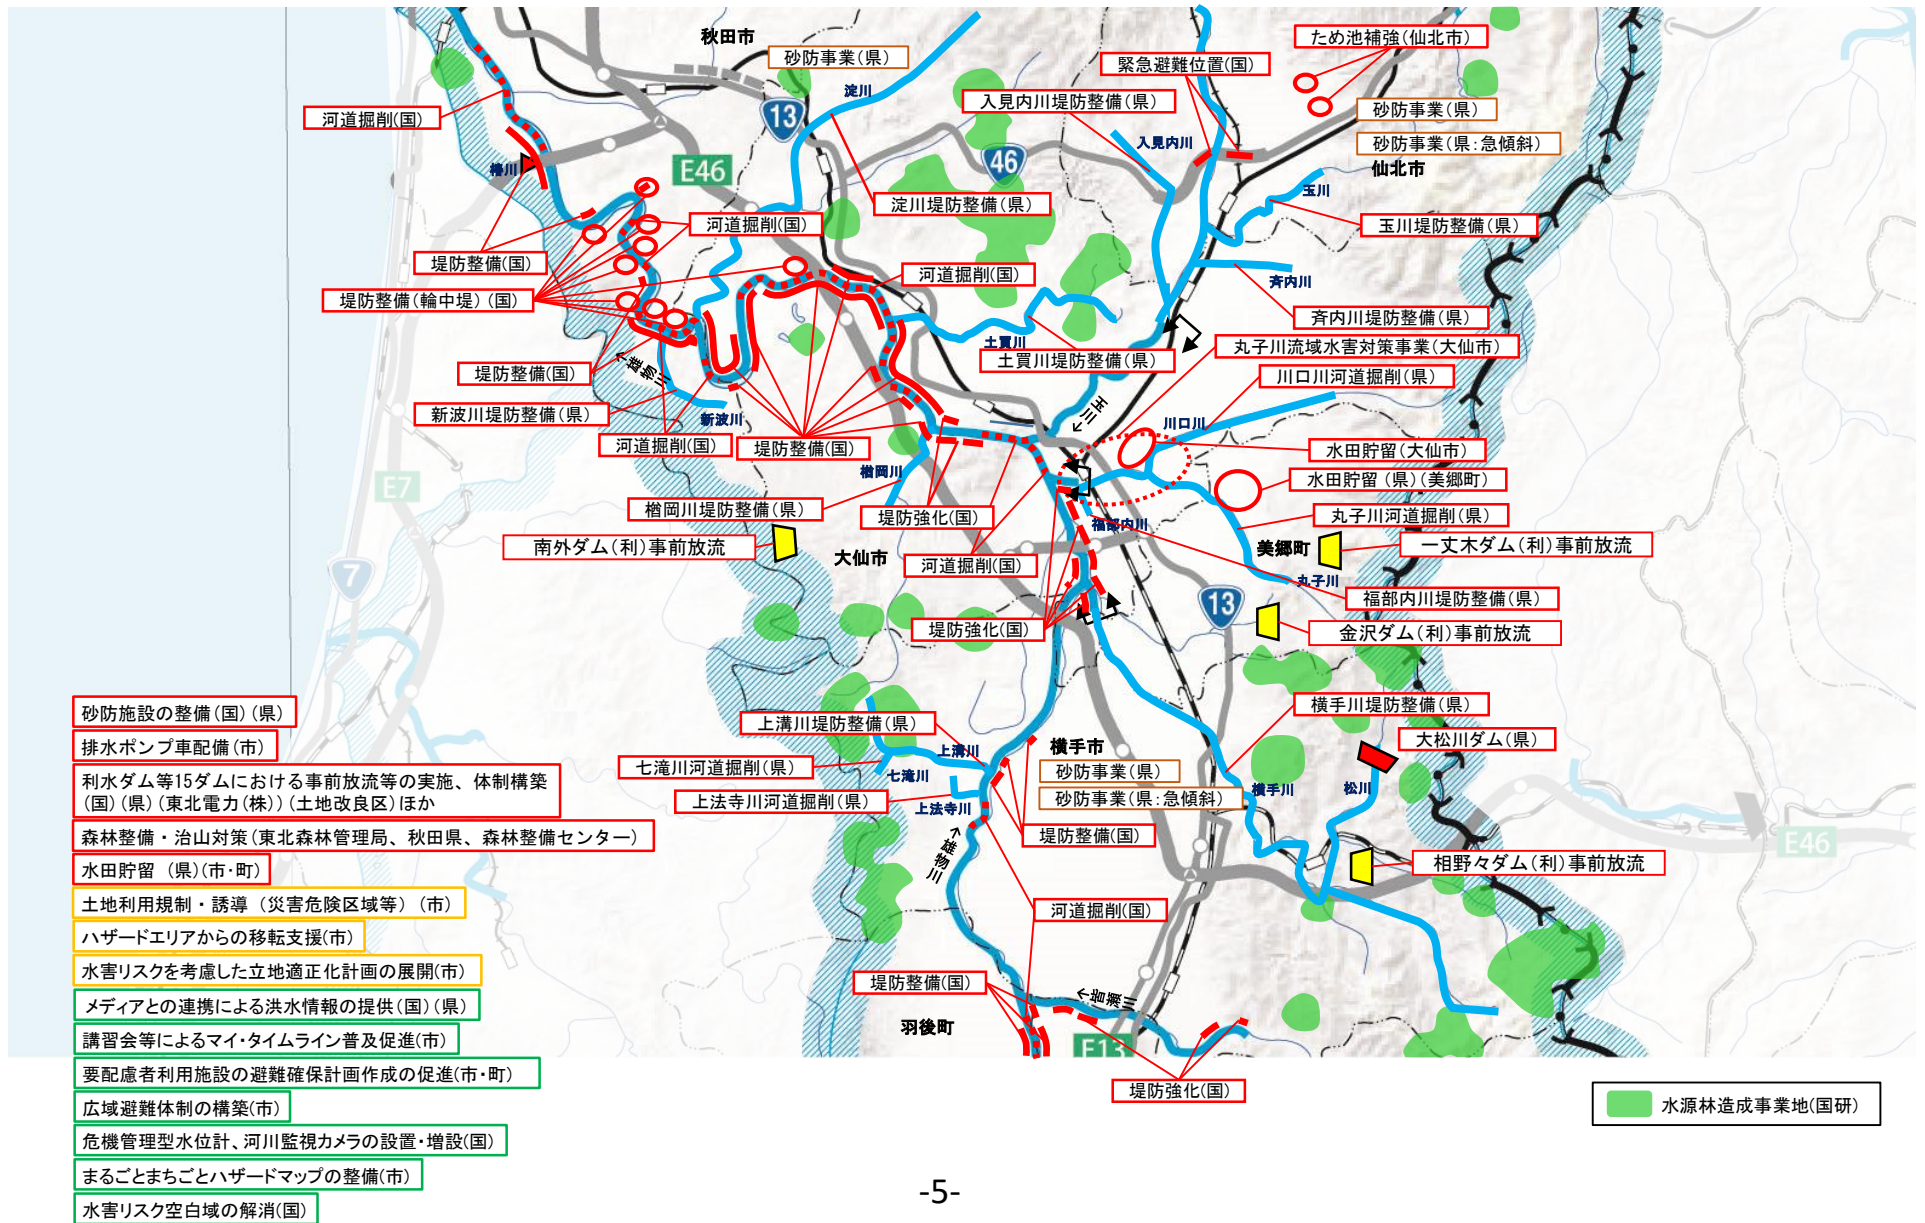 秋田市
砂防事業(県)
ため池補強(仙北市)
緊急避難位置(国)
淀川
13
入見内川堤防整備(県)
砂防事業(県)
河道掘削(国)
入見内川
砂防事業(県:急傾斜)
46
E46
椿川
仙北市
玉川
淀川堤防整備(県)
河道掘削(国)
玉川堤防整備(県)
堤防整備(国)
河道掘削(国)
斉内川
堤防整備(輪中堤)(国)
斉内川堤防整備(県)
土買川
丸子川流域水害対策事業(大仙市)
土買川堤防整備(県)
堤防整備(国)
←雄物川
川口川河道掘削(県)
新波川堤防整備(県)
新波川
玉川→
川口川
河道掘削(国)
堤防整備(国)
水田貯留(大仙市)
楢岡川
水田貯留(県)(美郷町)
E7
楢岡川堤防整備(県)
堤防強化(国)
丸子川河道掘削(県)
福部内川
南外ダム(利)事前放流
大仙市
美郷町
一丈木ダム(利)事前放流
河道掘削(国)
7
丸子川
13
福部内川堤防整備(県)
堤防強化(国)
金沢ダム(利)事前放流
横手川堤防整備(県)
砂防施設の整備(国)(県)
上溝川堤防整備(県)
大松川ダム(県)
排水ポンプ車配備(市)
上溝川
横手市
七滝川河道掘削(県)
七滝川
砂防事業(県)
利水ダム等15ダムにおける事前放流等の実施、体制構築
(国)(県)(東北電力(株))(土地改良区)ほか
上法寺川河道掘削(県)
上法寺川
砂防事業(県:急傾斜)
横手川
松川
森林整備・治山対策(東北森林管理局、秋田県、森林整備センター)
堤防整備(国)
←雄物川
E46
水田貯留 (県)(市・町)
相野々ダム(利)事前放流
土地利用規制・誘導(災害危険区域等)(市)
河道掘削(国)
ハザードエリアからの移転支援(市)
水害リスクを考慮した立地適正化計画の展開(市)
堤防整備(国)
メディアとの連携による洪水情報の提供(国)(県)
←皆瀬川
羽後町
講習会等によるマイ・タイムライン普及促進(市)
E13
要配慮者利用施設の避難確保計画作成の促進(市・町)
堤防強化(国)
広域避難体制の構築(市)
水源林造成事業地(国研)
危機管理型水位計、河川監視カメラの設置・増設(国)
まるごとまちごとハザードマップの整備(市)
水害リスク空白域の解消(国)
-5-